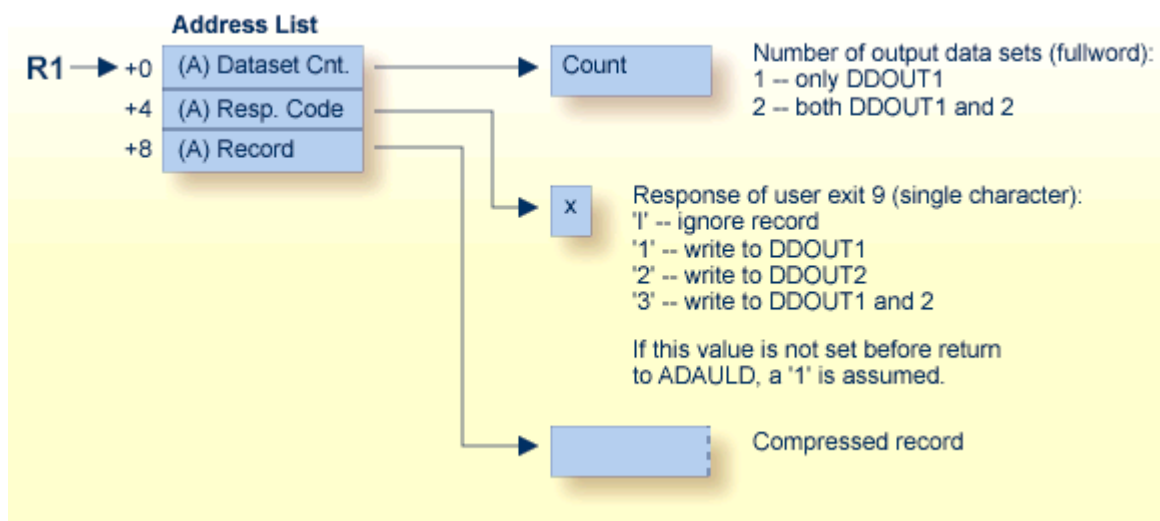 Address List
R1
+0
(A) Dataset Cnt.
+4
(A) Resp. Code
+8
(A) Record
Count
Number of output data sets (fullword):
1 -- only DDOUT1
2 -- both DDOUT1 and 2
x
Response of user exit 9 (single character):
'I' -- ignore record
'1' -- write to DDOUT1
'2' -- write to DDOUT2
'3' -- write to DDOUT1 and 2
If this value is not set before return
to ADAULD, a '1' is assumed.
Compressed record